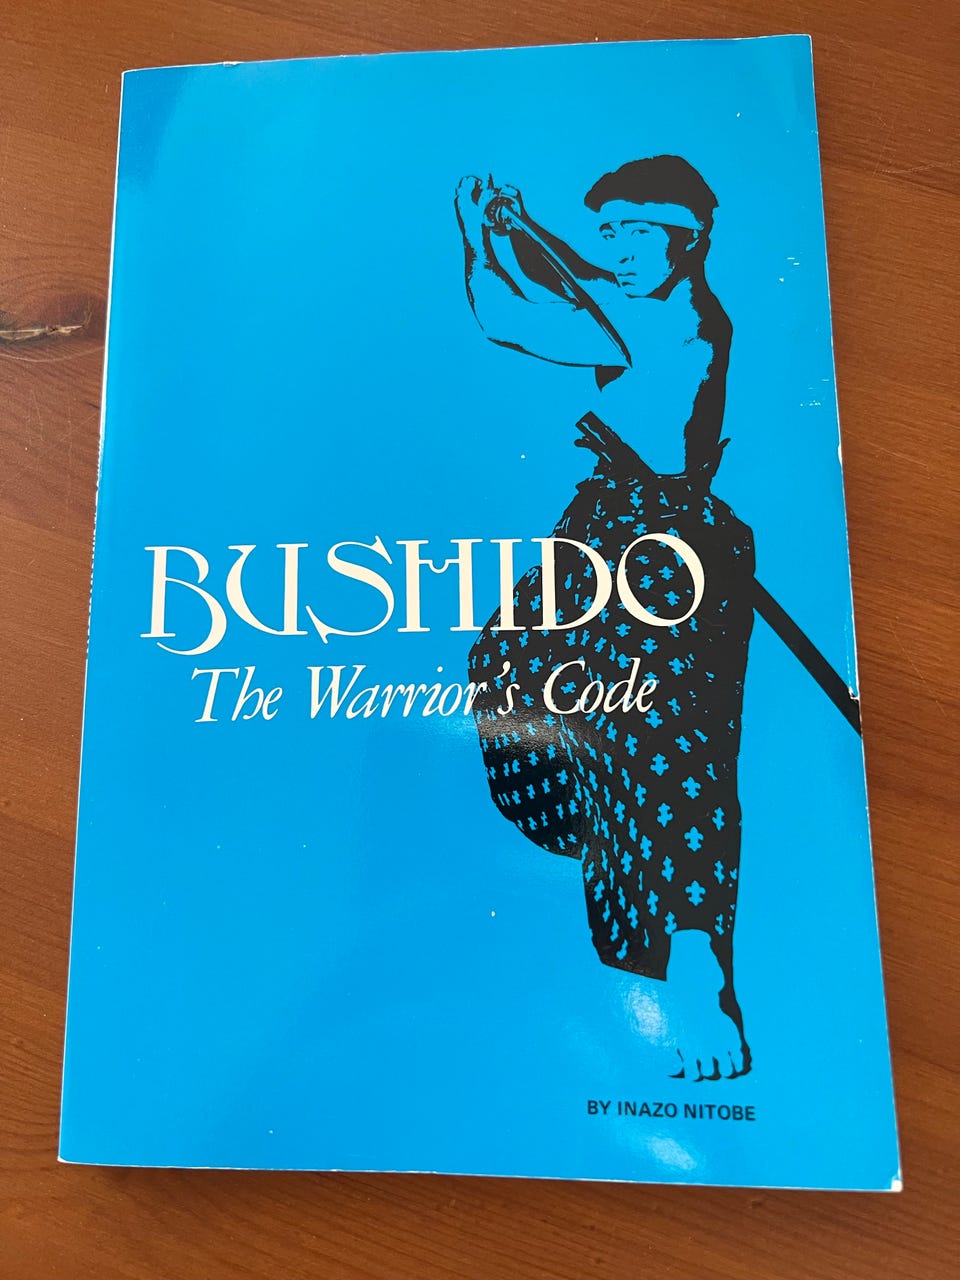 BUSHIDO
The Warrior's Code
BY INAZO NITOBE